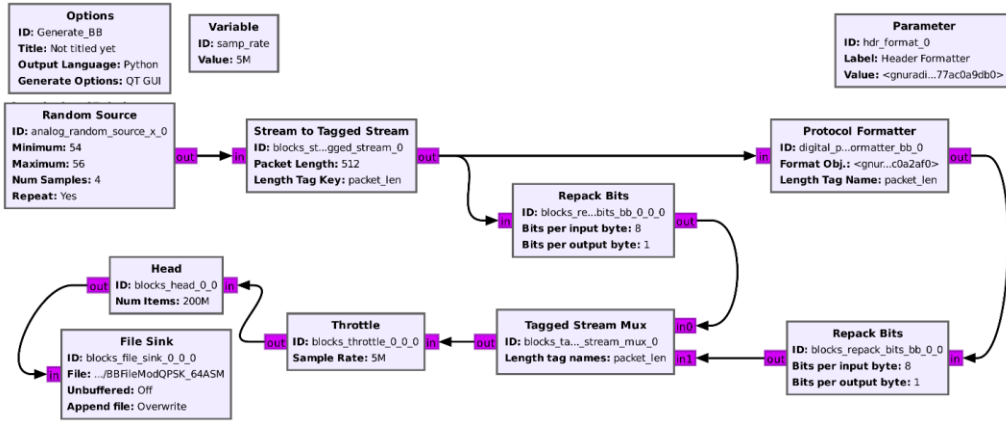 Options
ID: Generate_BB
Title: Not titled yet
Output Language: Python
Generate Options: QT GUI
Variable
ID: samp_rate
Value: 5M
Parameter
ID: hdr_format_0
Label: Header Formatter
Value: <gnuradi...77ac0a9db0>
Random Source
ID: analog_random_source_x_0
Minimum: 54
Maximum: 56
Num Samples: 4
Repeat: Yes
out
in
Stream to Tagged Stream
ID: blocks_st...gged_stream_0
Packet Length: 512
Length Tag Key: packet_len
out
in
Protocol Formatter
ID: digital_p...ormatter_bb_0
Format Obj.: <gnur...c0a2af0>
Length Tag Name: packet_len
out
in
Repack Bits
ID: blocks_re...bits_bb_0_0_0
Bits per input byte: 8
Bits per output byte: 1
out
out
Head
ID: blocks_head_0_0
Num Items: 200M
in
out
Throttle
ID: blocks_throttle_0_0_0
Sample Rate: 5M
in
out
Tagged Stream Mux
ID: blocks_ta..._stream_mux_0
Length tag names: packet_len
in0
in1
out
Repack Bits
ID: blocks_repack_bits_bb_0_0
Bits per input byte: 8
Bits per output byte: 1
in
in
File Sink
ID: blocks_file_sink_0_0_0
File: .../BBFileModQPSK_64ASM
Unbuffered: Off
Append file: Overwrite